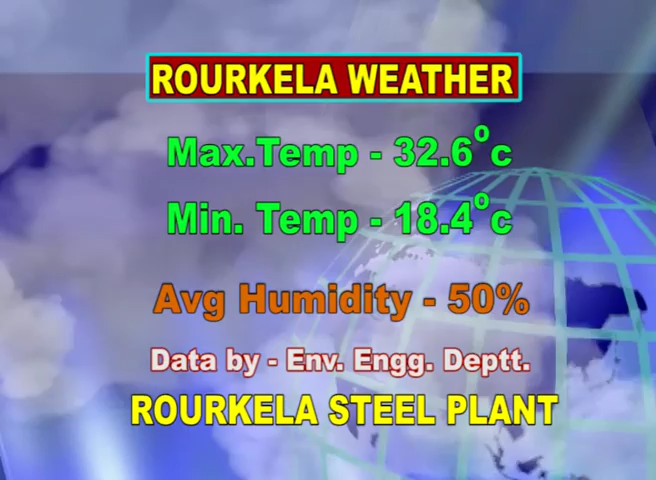 ROURKELA WEATHER
Max.Temp - 32.6°c
Min. Temp - 18.4°c
Avg Humidity - 50%
Data by - Env. Engg. Deptt.
ROURKELA STEEL PLANT